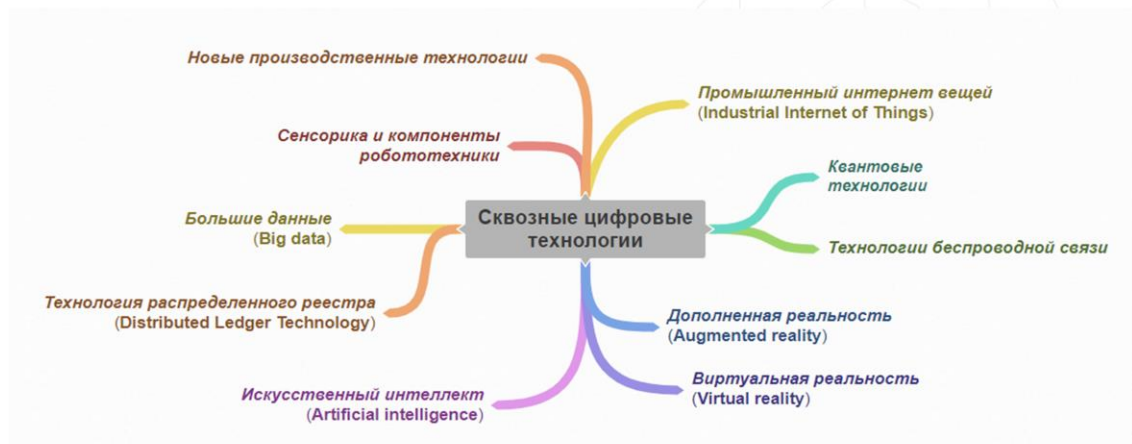 Новые производственные технологии
Промышленный интернет вещей
(Industrial Internet of Things)
Сенсорика и компоненты
робототехники
Квантовые
технологии
Большие данные
(Big data)
Сквозные цифровые
технологии
Технологии беспроводной связи
Технология распределенного реестра
(Distributed Ledger Technology)
Дополненная реальность
(Augmented reality)
Искусственный интеллект
(Artificial intelligence)
Виртуальная реальность
(Virtual reality)